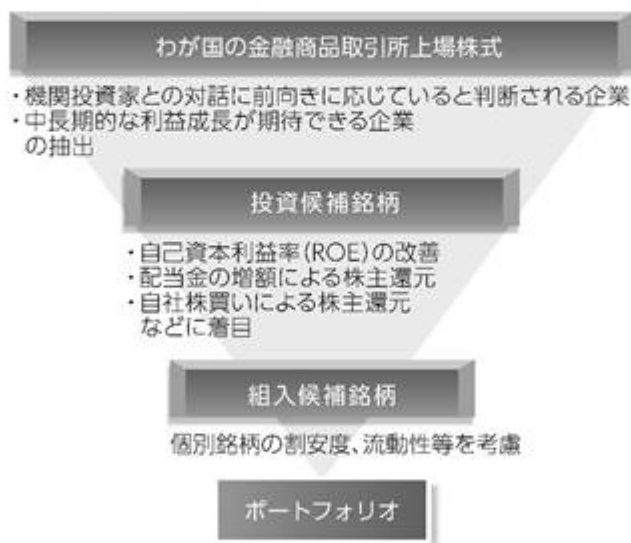 わが国の金融商品取引所上場株式
・機関投資家との対話に前向きに応じていると判断される企業
・中長期的な利益成長が期待できる企業
の抽出
投資候補銘柄
・自己資本利益率(ROE)の改善
・配当金の増額による株主還元
・自社株買いによる株主還元
などに着目
組入候補銘柄
個別銘柄の割安度、流動性等を考慮
ポートフォリオ